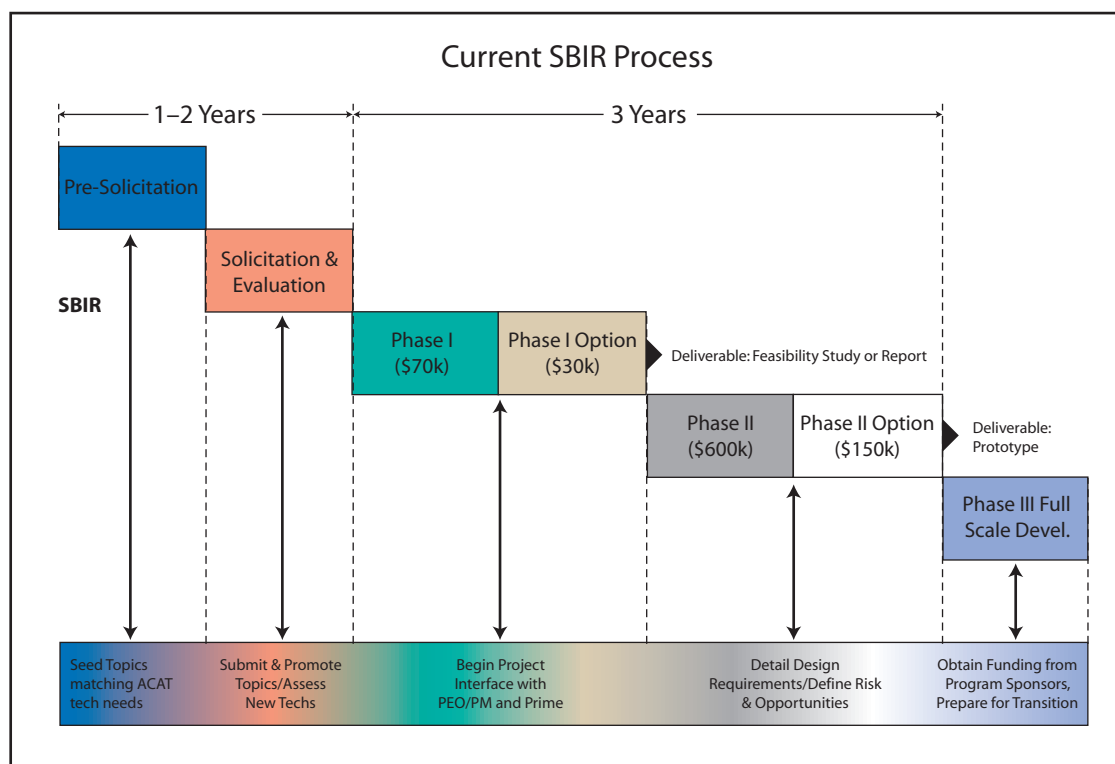 Current SBIR Process
1–2 Years
3 Years
Pre-Solicitation
Solicitation &
Evaluation
SBIR
Phase I
($70k)
Phase I Option
($30k)
Deliverable: Feasibility Study or Report
Phase II
($600k)
Phase II Option
($150k)
Deliverable:
Prototype
Phase III Full
Scale Devel.
Seed Topics
matching ACAT
tech needs
Submit & Promote
Topics/Assess
New Techs
Begin Project
Interface with
PEO/PM and Prime
Detail Design
Requirements/Define Risk
& Opportunities
Obtain Funding from
Program Sponsors,
Prepare for Transition